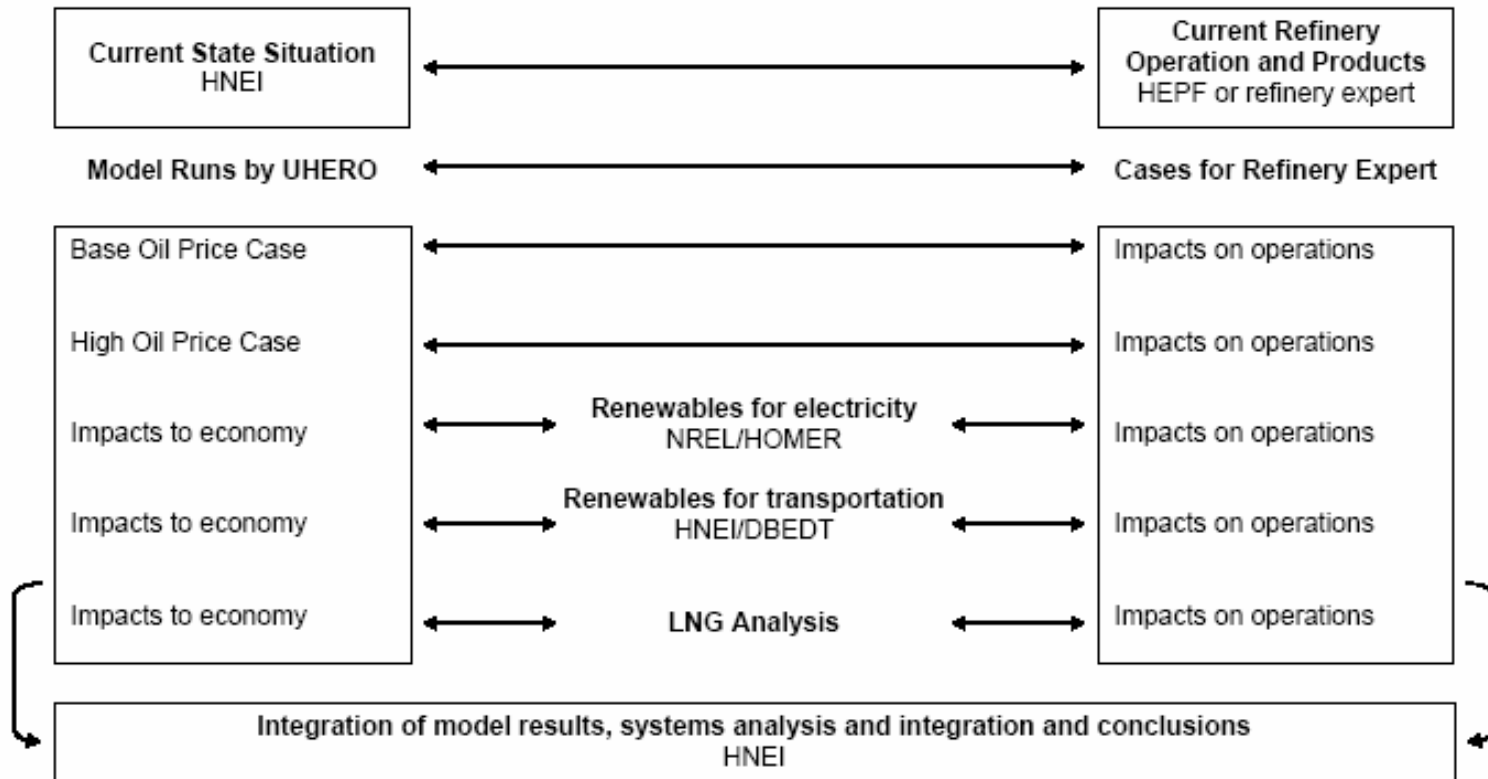 Current State Situation
HNEI
Current Refinery
Operation and Products
HEPF or refinery expert
Model Runs by UHERO
Cases for Refinery Expert
Base Oil Price Case
Impacts on operations
High Oil Price Case
Impacts on operations
Impacts to economy
Renewables for electricity
NREL/HOMER
Impacts on operations
Impacts to economy
Renewables for transportation
HNEI/DBEDT
Impacts on operations
Impacts to economy
LNG Analysis
Impacts on operations
Integration of model results, systems analysis and integration and conclusions
HNEI